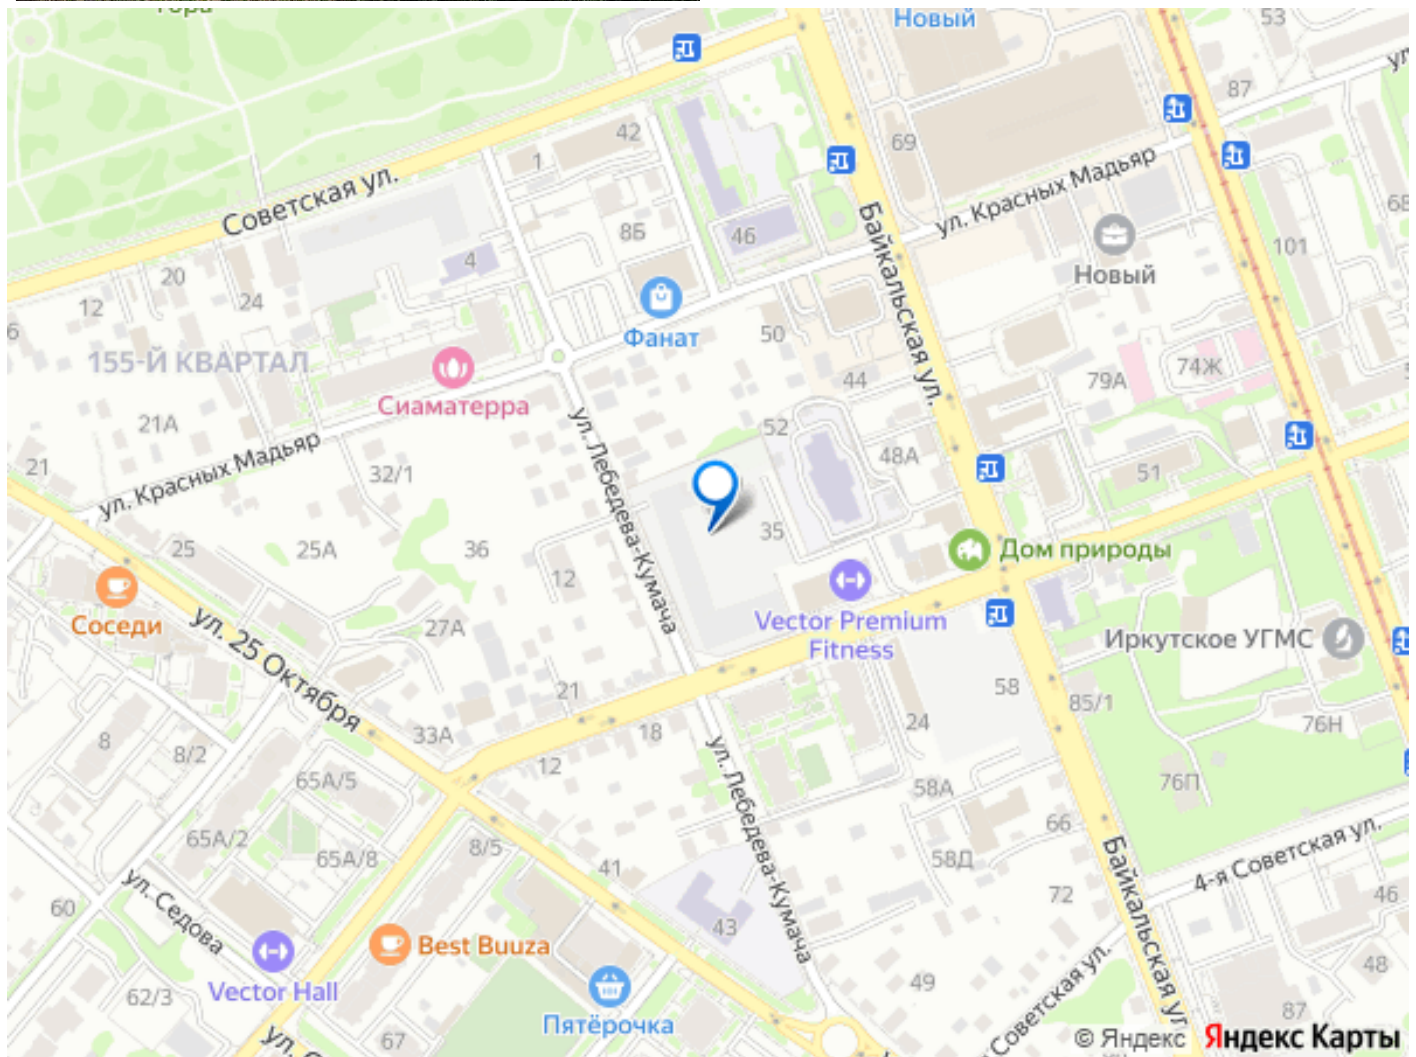 Гора
Новый
53
87
42
1
69
Советская ул.
ул. Красных Мадьяр
68
8Б
46
4
101
20
Байкальская ул.
Новый
12
24
Фанат
50
155-Й КВАРТАЛ
74Ж
79А
44
Сиаматерра
21А
52
48А
21
ул. Красных Мадьяр
32/1
51
ул. Лебедева-Кумача
35
25
25А
36
Дом природы
12
Соседи
Vector Premium
Fitness
27А
Иркутское УГМС
ул. 25 Октября
21
58
85/1
18
24
33А
76Н
8
8/2
12
65А/5
ул. Лебедева-Кумача
76П
58А
66
65А/2
65А/8
8/5
58Д
4-я Советская ул.
41
72
46
ул. Седова
60
43
Байкальская ул.
Best Buuza
48
Vector Hall
62/3
49
Советская ул.
Пятёрочка
87
67
© Яндекс Яндекс Карты